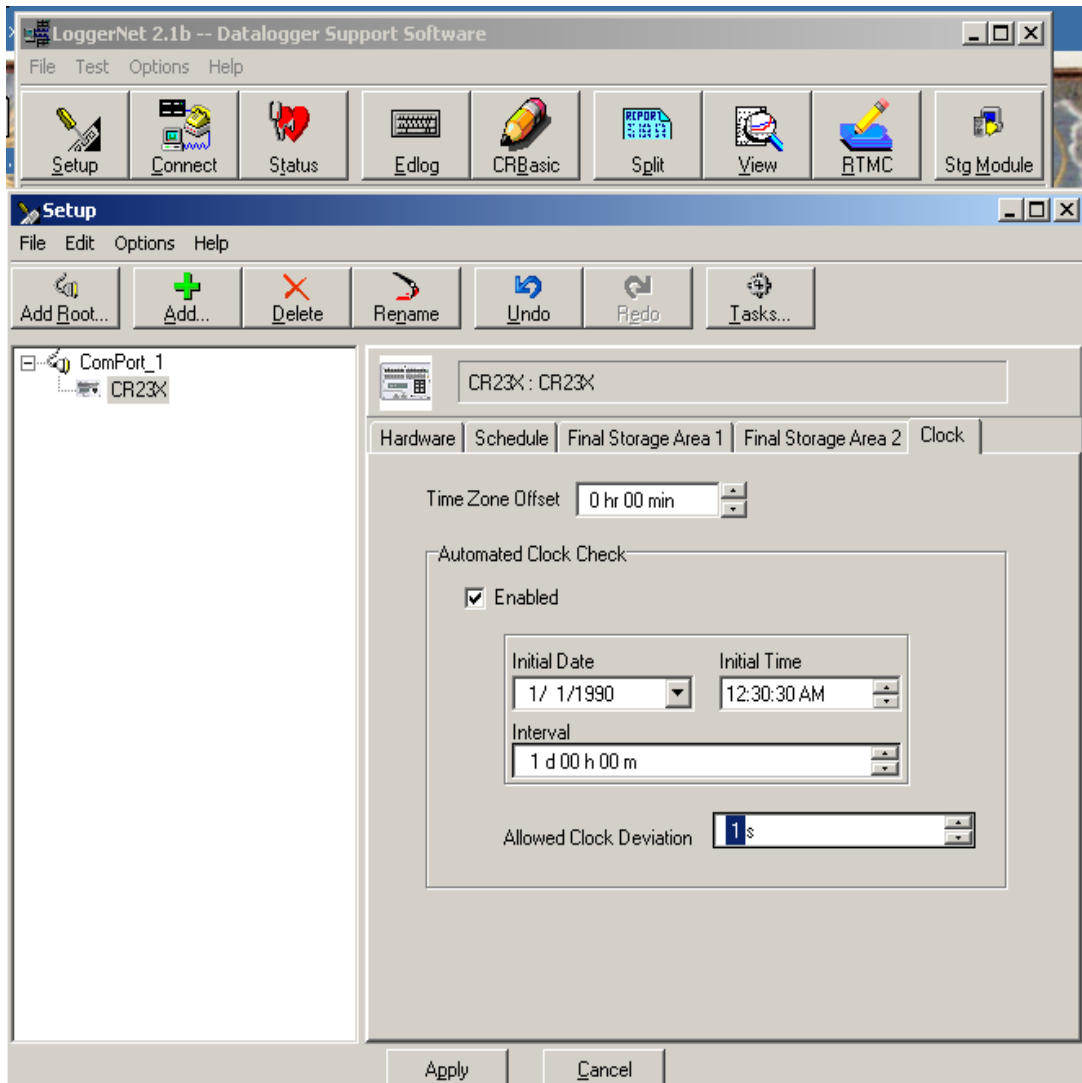 LoggerNet 2.1b -- Datalogger Support Software
File Test Options Help
Setup Connect Status Edlog CRBasic Split View RTMC Stg Module
REPORT
Setup
File Edit Options Help
Add Root... Add... Delete Rename Undo Redo Tasks...
ComPort_1
CR23X
CR23X : CR23X
Hardware Schedule Final Storage Area 1 Final Storage Area 2 Clock
Time Zone Offset 0 hr 00 min
Automated Clock Check
Enabled
Initial Date Initial Time
1/ 1/1990 12:30:30 AM
Interval
1 d 00 h 00 m
Allowed Clock Deviation 1 s
Apply Cancel